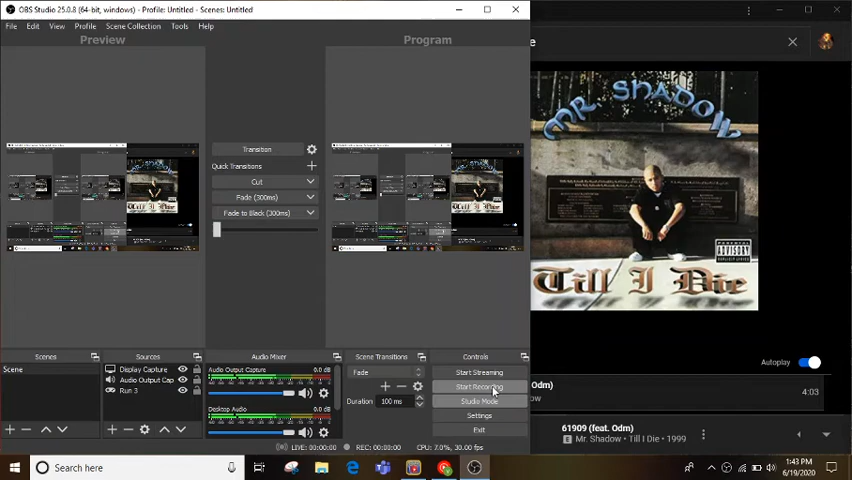 OBS Studio 25.0.8 (64-bit, windows) - Profile: Untitled - Scenes: Untitled
File Edit View Profile Scene Collection Tools Help
Preview
Program
Transition
Quick Transitions
Cut
Fade (300ms)
Fade to Black (300ms)
Scenes
Sources
Audio Mixer
Scene Transitions
Controls
Scene
Display Capture
Audio Output Cap
Run 3
Audio Output Capture 0.0 dB
Desktop Audio 0.0 dB
Fade
Duration 100 ms
Start Streaming
Start Recording
Studio Mode
Settings
Exit
LIVE: 00:00:00 REC: 00:00:00 CPU: 7.0%, 30.00 fps
e
MR. SHADOW
PARENTAL
ADVISORY
Till I Die
Autoplay
Odm)
ow
4:03
61909 (feat. Odm)
E Mr. Shadow • Till I Die • 1999
Search here
1:43 PM
6/19/2020